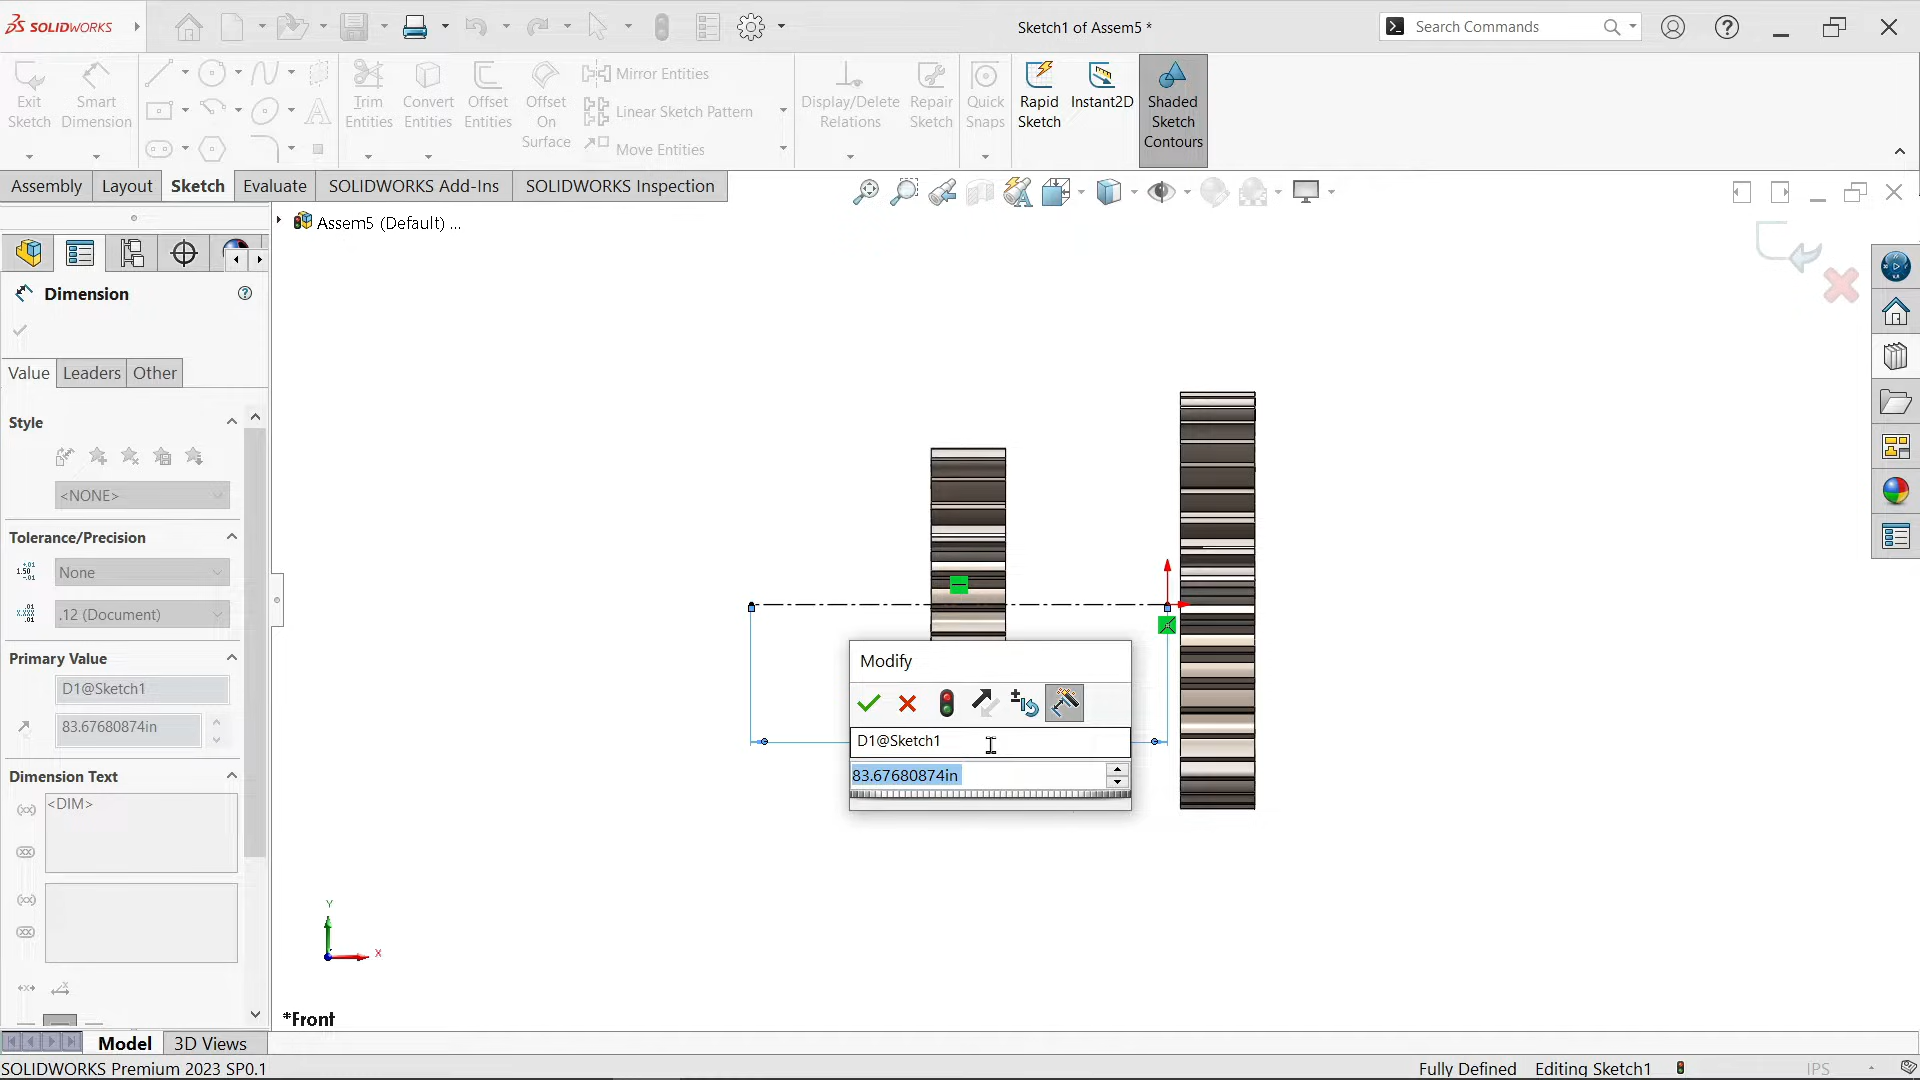 SOLIDWORKS
Sketch1 of Assem5 *
Search Commands
Exit Sketch
Smart Dimension
Trim Entities
Convert Entities
Offset Entities
Offset On Surface
Mirror Entities
Linear Sketch Pattern
Move Entities
Display/Delete Relations
Repair Sketch
Quick Snaps
Rapid Sketch
Instant2D
Shaded Sketch Contours
Assembly
Layout
Sketch
Evaluate
SOLIDWORKS Add-Ins
SOLIDWORKS Inspection
Assem5 (Default) ...
Dimension
Value
Leaders
Other
Style
<NONE>
Tolerance/Precision
None
.12 (Document)
Primary Value
D1@Sketch1
83.67680874in
Dimension Text
<DIM>
Modify
D1@Sketch1
83.67680874in
Y
X
*Front
Model
3D Views
SOLIDWORKS Premium 2023 SP0.1
Fully Defined
Editing Sketch1
IPS